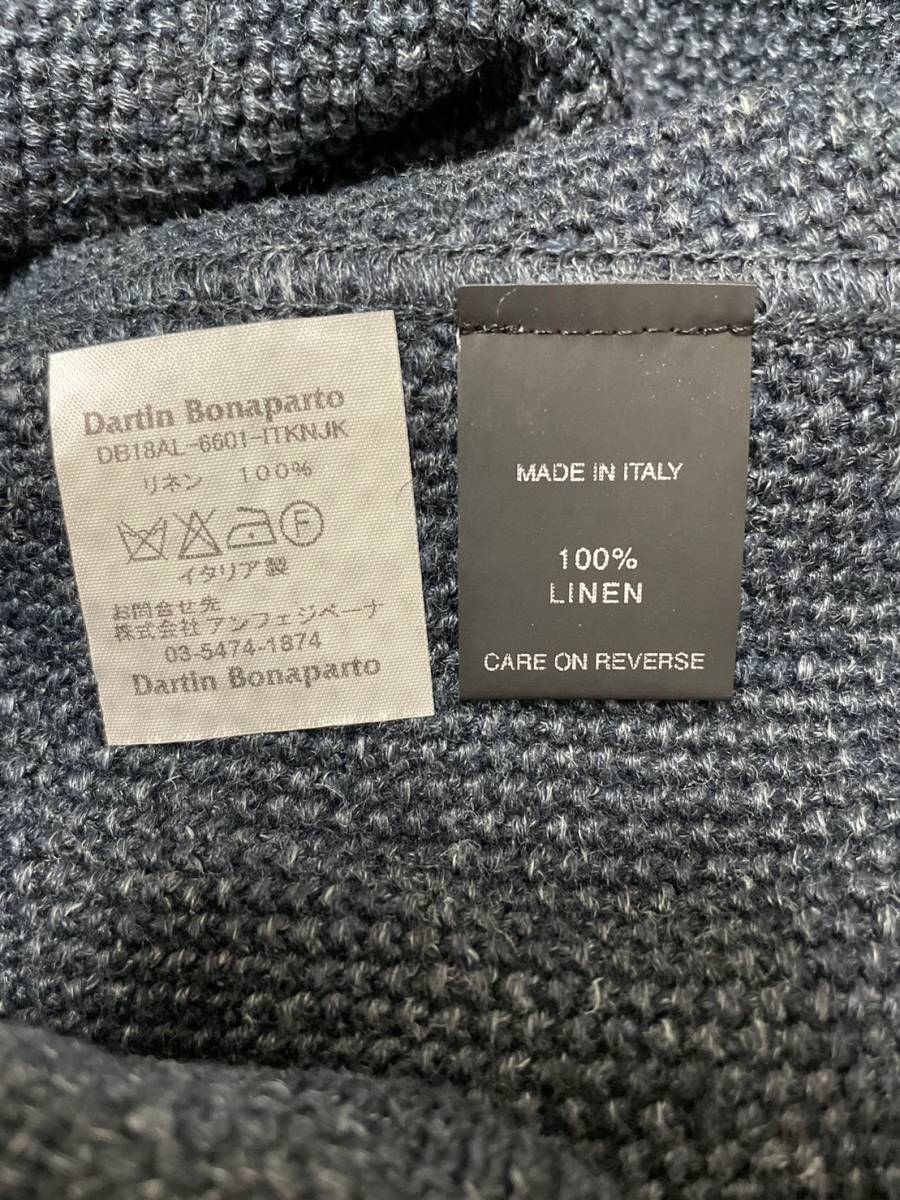 Dartin Bonaparto
DB18AL-6601-ITKNJK
リネン 100%
F
イタリア製
お問合せ先
株式会社アンフェジペーナ
03-5474-1874
Dartin Bonaparto
MADE IN ITALY
100%
LINEN
CARE ON REVERSE